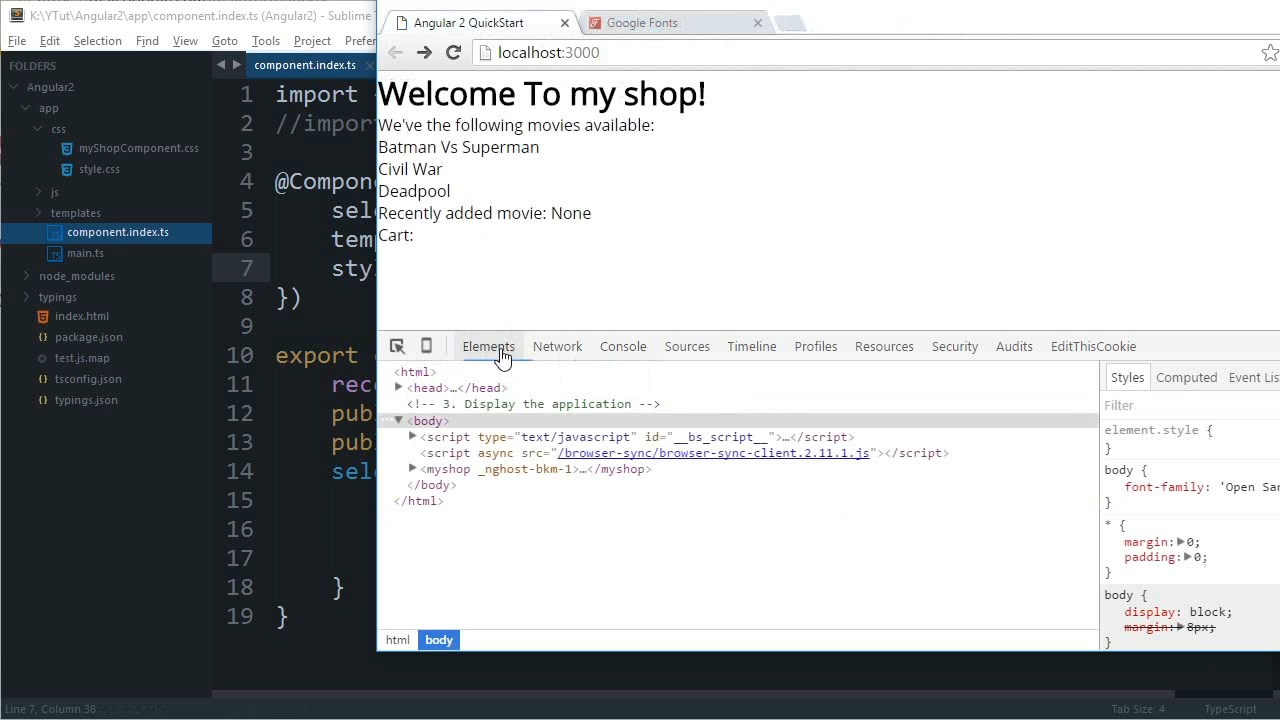 K:\YTut\Angular2\app\component.index.ts (Angular2) - Sublime T
File Edit Selection Find View Goto Tools Project Prefer
FOLDERS
Angular2
app
css
myShopComponent.css
style.css
js
templates
component.index.ts
main.ts
node_modules
typings
index.html
package.json
test.js.map
tsconfig.json
typings.json
component.index.ts
1 import
2 //import
3
4 @Compon
5 sel
6 tem
7 sty
8 })
9
10 export
11 rec
12 pub
13 pub
14 sel
15
16
17
18 }
19 }
Line 7, Column 38
Tab Size: 4
TypeScript
Angular 2 QuickStart
Google Fonts
localhost:3000
Welcome To my shop!
We've the following movies available:
Batman Vs Superman
Civil War
Deadpool
Recently added movie: None
Cart:
Elements Network Console Sources Timeline Profiles Resources Security Audits EditThisCookie
<html>
<head>…</head>
<!-- 3. Display the application -->
<body>
<script type="text/javascript" id="__bs_script__">…</script>
<script async src="/browser-sync/browser-sync-client.2.11.1.js"></script>
<myshop _nghost-bkm-1>…</myshop>
</body>
</html>
html body
Styles Computed Event List
Filter
element.style {
}
body {
font-family: 'Open San
}
* {
margin: 0;
padding: 0;
}
body {
display: block;
margin: 8px;
}